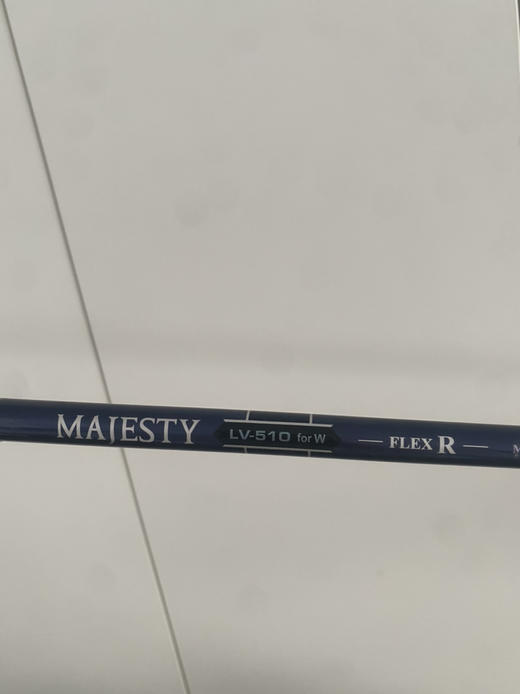 MAJESTY LV-510 for W — FLEX R —